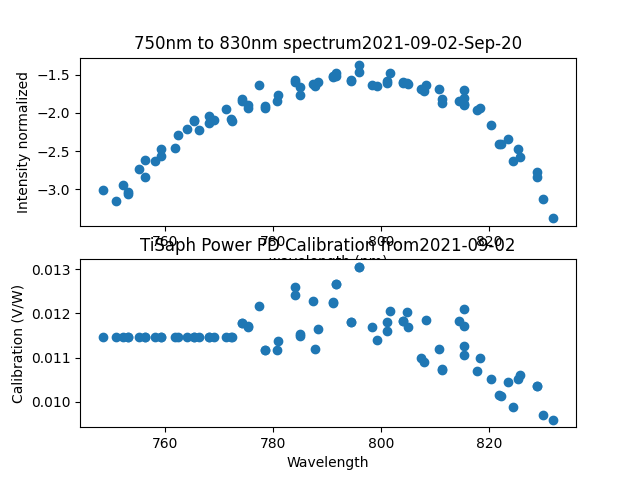 750nm to 830nm spectrum2021-09-02-Sep-20
Intensity normalized
−1.5
−2.0
−2.5
−3.0
760
780
800
820
wavelength (nm)
TiSaph Power PD Calibration from2021-09-02
Calibration (V/W)
0.013
0.012
0.011
0.010
760
780
800
820
Wavelength